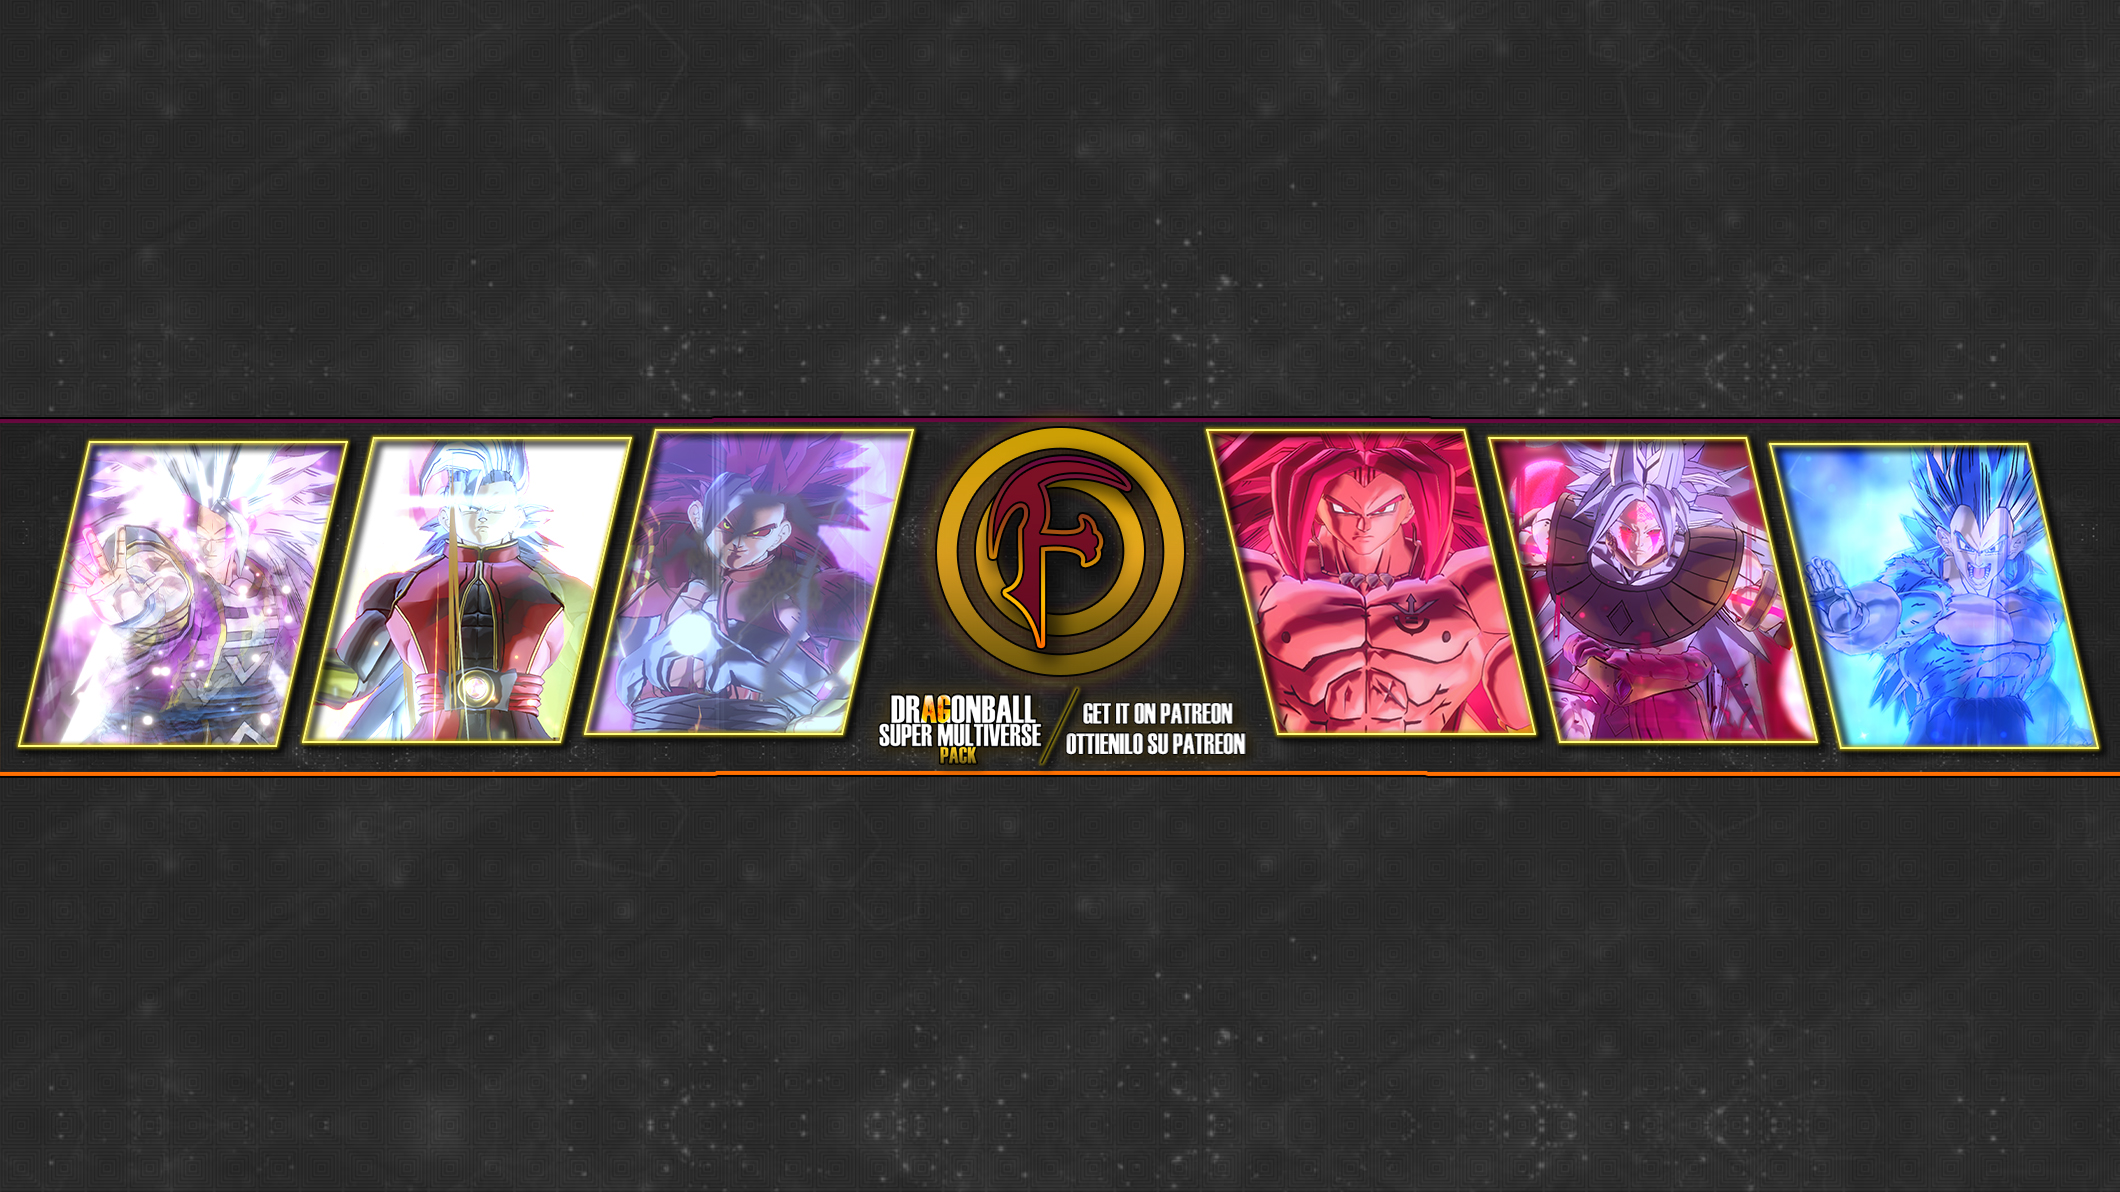 DRAGONBALL
SUPER MULTIVERSE
PACK
GET IT ON PATREON
OTTIENILO SU PATREON